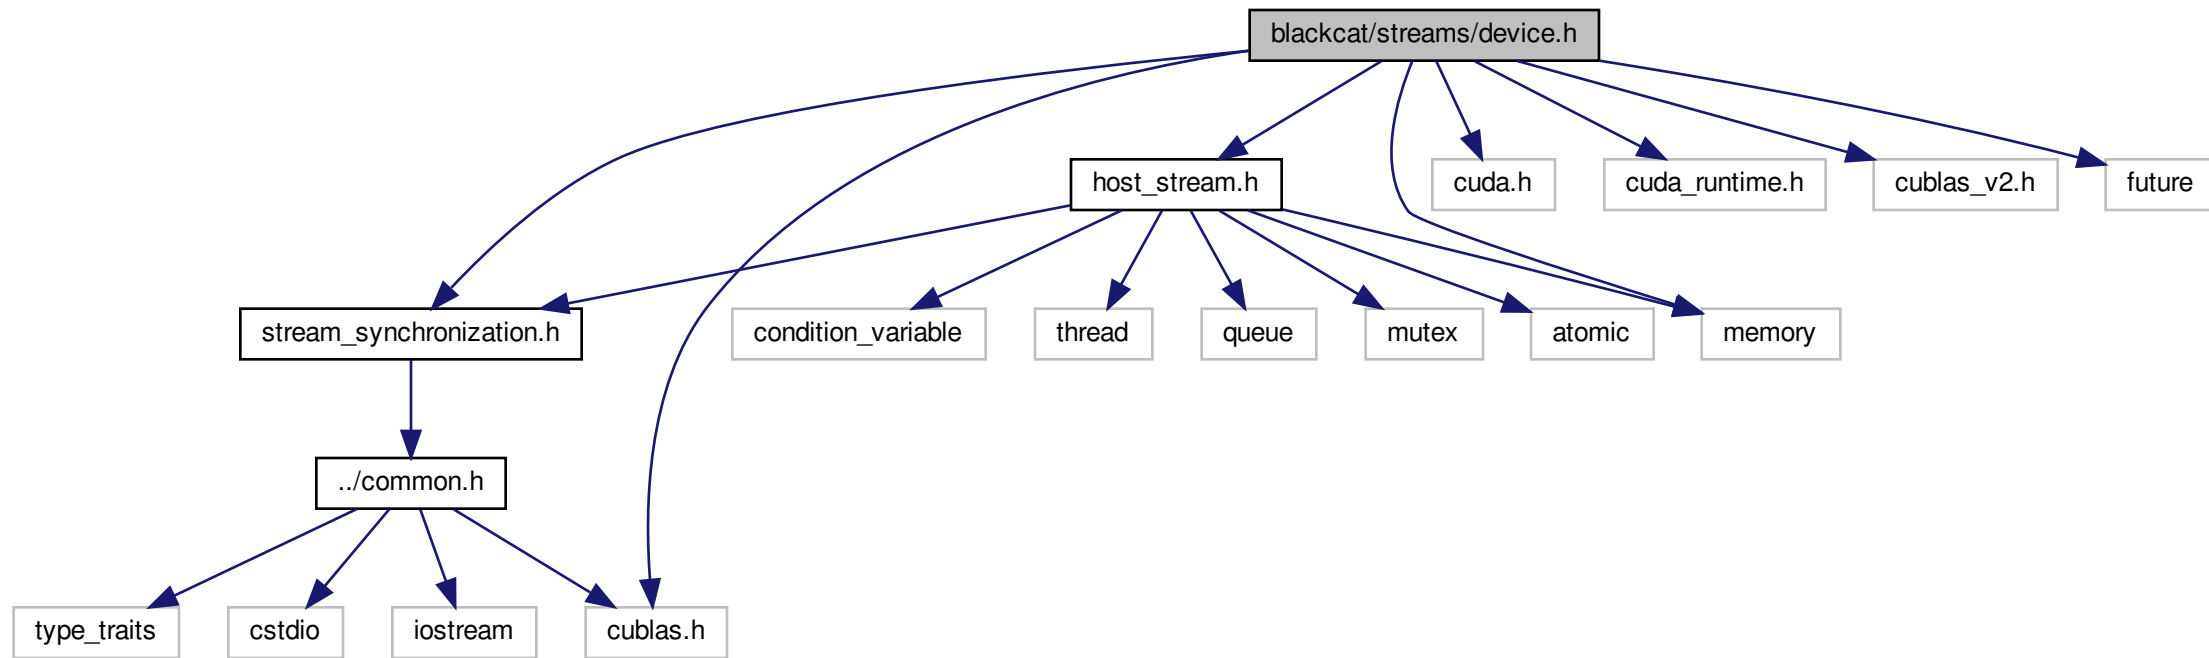 blackcat/streams/device.h
host_stream.h
cuda.h
cuda_runtime.h
cublas_v2.h
future
stream_synchronization.h
condition_variable
thread
queue
mutex
atomic
memory
../common.h
type_traits
cstdio
iostream
cublas.h